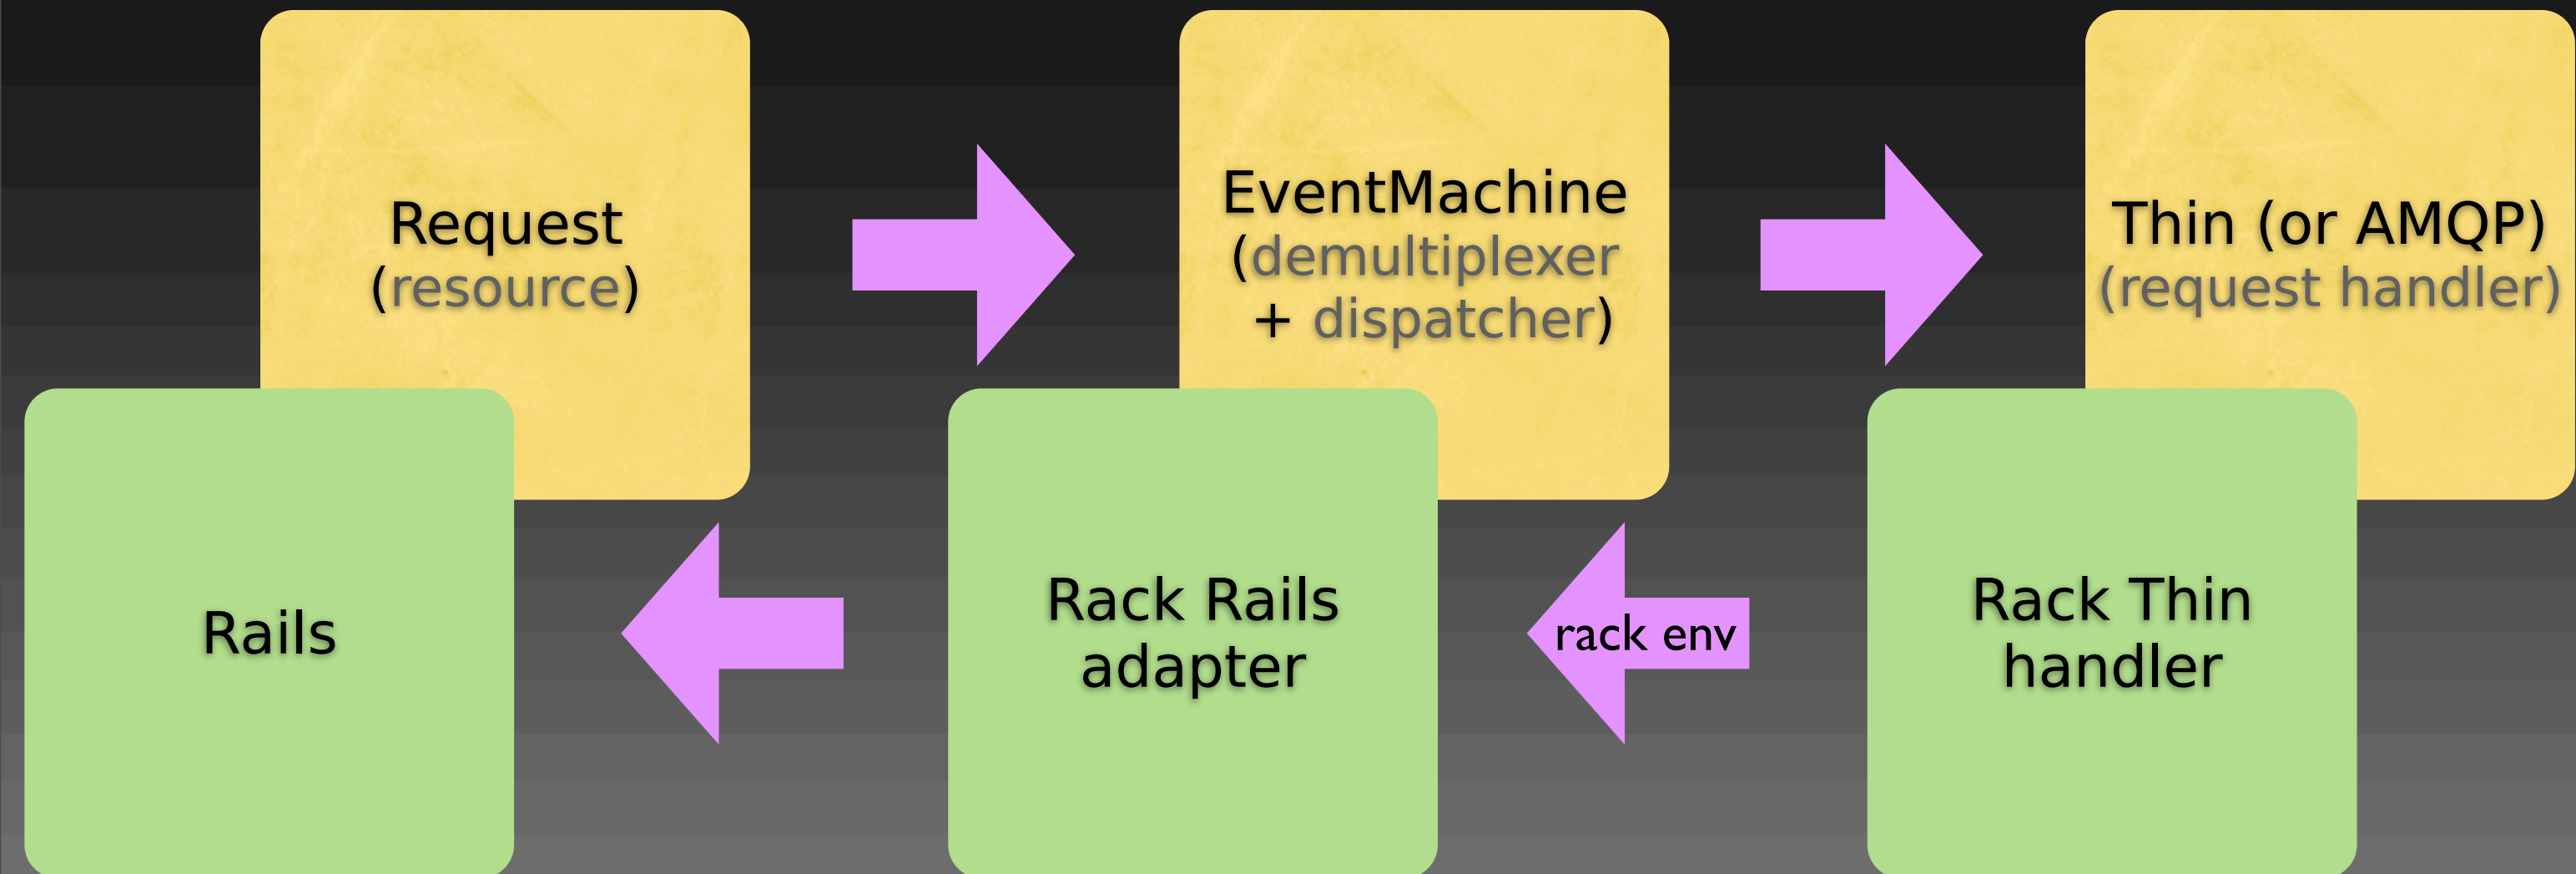 Request
(resource)
EventMachine
(demultiplexer
+ dispatcher)
Thin (or AMQP)
(request handler)
Rails
Rack Rails
adapter
rack env
Rack Thin
handler